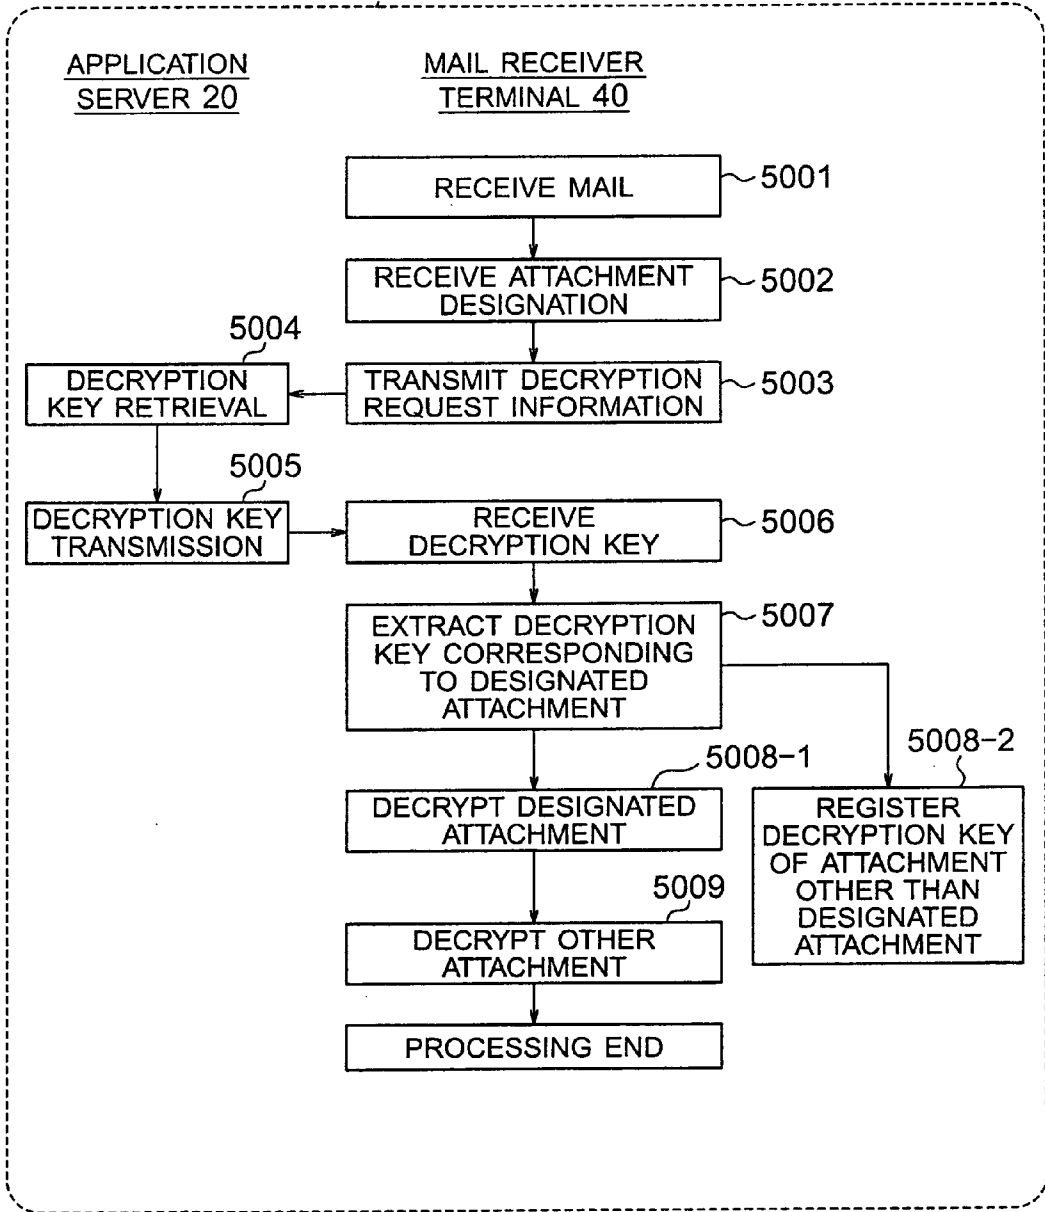 APPLICATION
SERVER 20
MAIL RECEIVER
TERMINAL 40
RECEIVE MAIL
5001
RECEIVE ATTACHMENT
DESIGNATION
5002
5004
DECRYPTION
KEY RETRIEVAL
TRANSMIT DECRYPTION
REQUEST INFORMATION
5003
5005
DECRYPTION KEY
TRANSMISSION
RECEIVE
DECRYPTION KEY
5006
EXTRACT DECRYPTION
KEY CORRESPONDING
TO DESIGNATED
ATTACHMENT
5007
5008-1
DECRYPT DESIGNATED
ATTACHMENT
5008-2
REGISTER
DECRYPTION KEY
OF ATTACHMENT
OTHER THAN
DESIGNATED
ATTACHMENT
5009
DECRYPT OTHER
ATTACHMENT
PROCESSING END